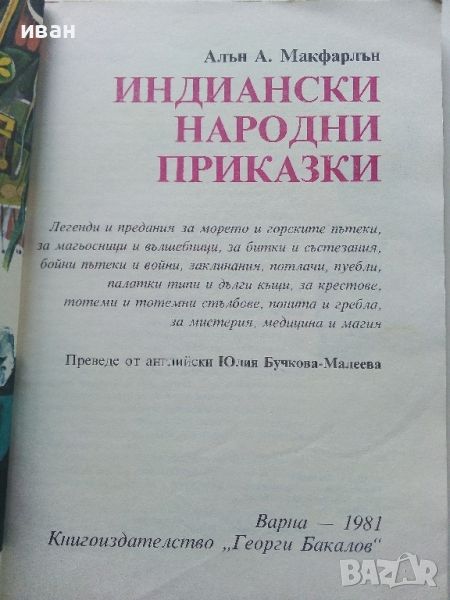 иван
Алън А. Макфарлън
ИНДИАНСКИ
НАРОДНИ
ПРИКАЗКИ
Легенди и предания за морето и горските пътеки,
за магьосници и вълшебници, за битки и състезания,
бойни пътеки и войни, заклинания, потлачи, пуебли,
палатки типи и дълги къщи, за крестове,
тотеми и тотемни стълбове, понита и гребла,
за мистерия, медицина и магия
Преведе от английски Юлия Бучкова-Малеева
Варна — 1981
Книгоиздателство „Георги Бакалов“
BAZAR